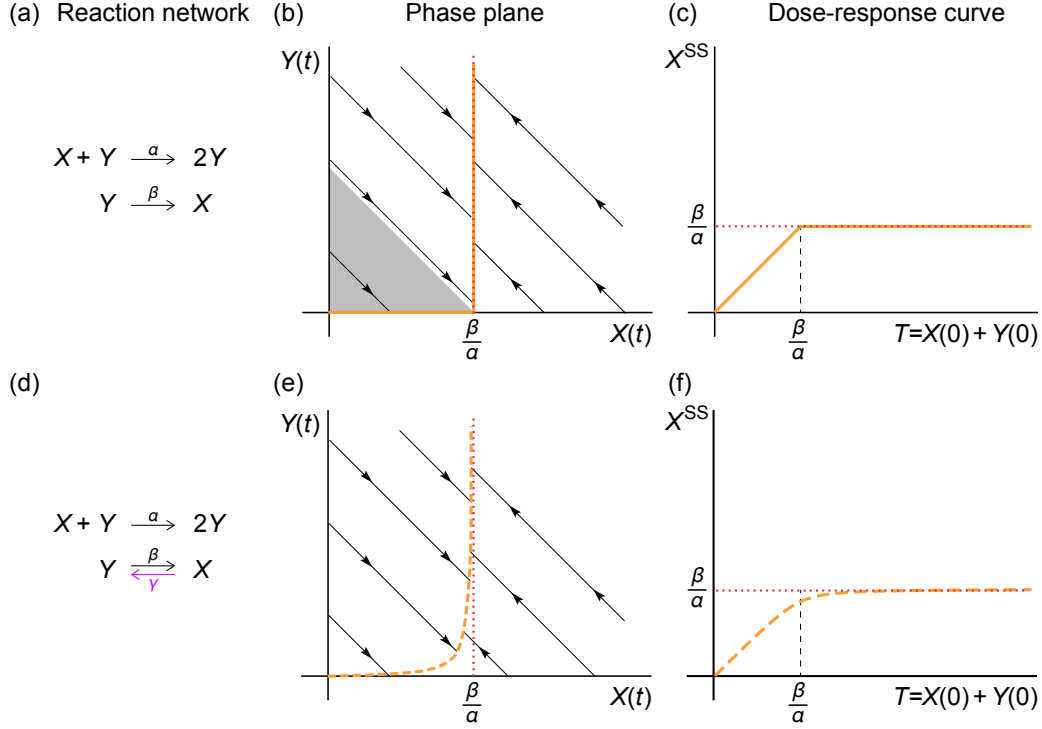 (a) Reaction network
(b) Phase plane
(c) Dose-response curve
X + Y α→ 2Y
Y β→ X
Y(t)
β/α
X(t)
X^SS
β/α
β/α
T=X(0) + Y(0)
(d)
(e)
(f)
X + Y α→ 2Y
Y β γ X
Y(t)
β/α
X(t)
X^SS
β/α
β/α
T=X(0) + Y(0)